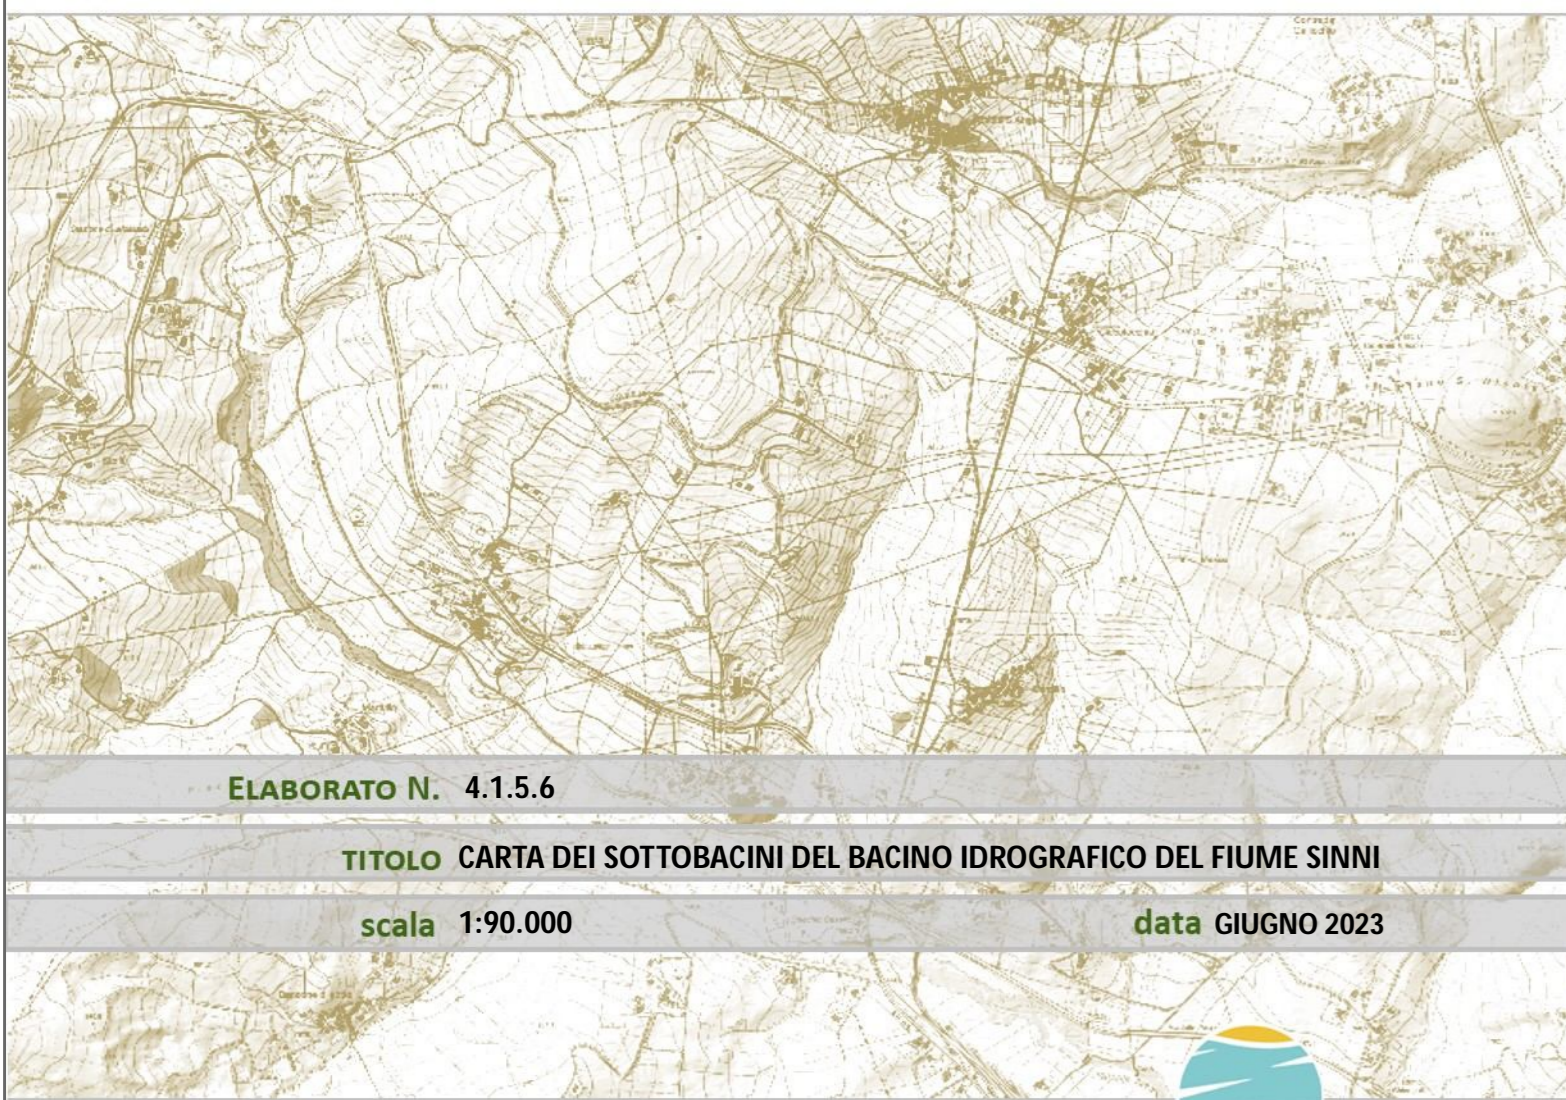 ELABORATO N. 4.1.5.6
TITOLO CARTA DEI SOTTOBACINI DEL BACINO IDROGRAFICO DEL FIUME SINNI
scala 1:90.000 data GIUGNO 2023